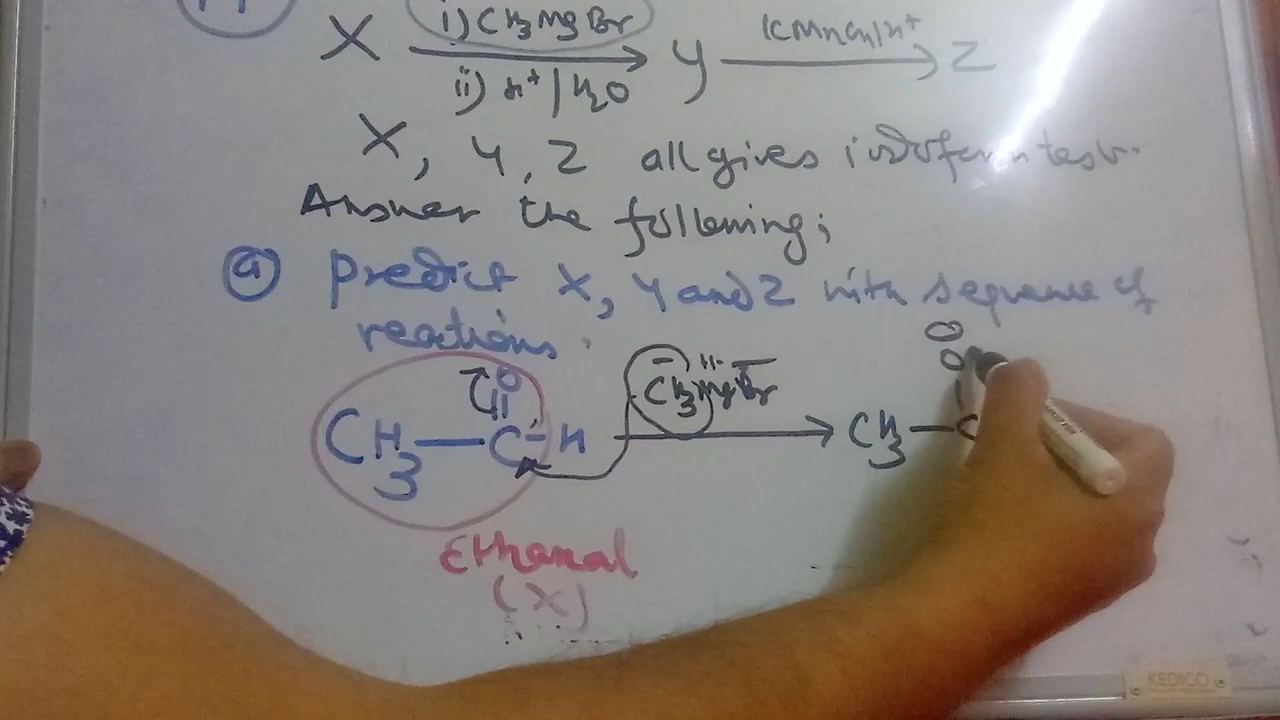 X i) CH3MgBr ii) H+/H2O Y KMnO4/H+ Z
X, Y, Z all gives iodoform test.
Answer the following;
(a) Predict X, Y and Z with sequence of
reactions.
CH3—C(=O)-H CH3MgBr CH3—C
Ethanal
(X)
KEDICO